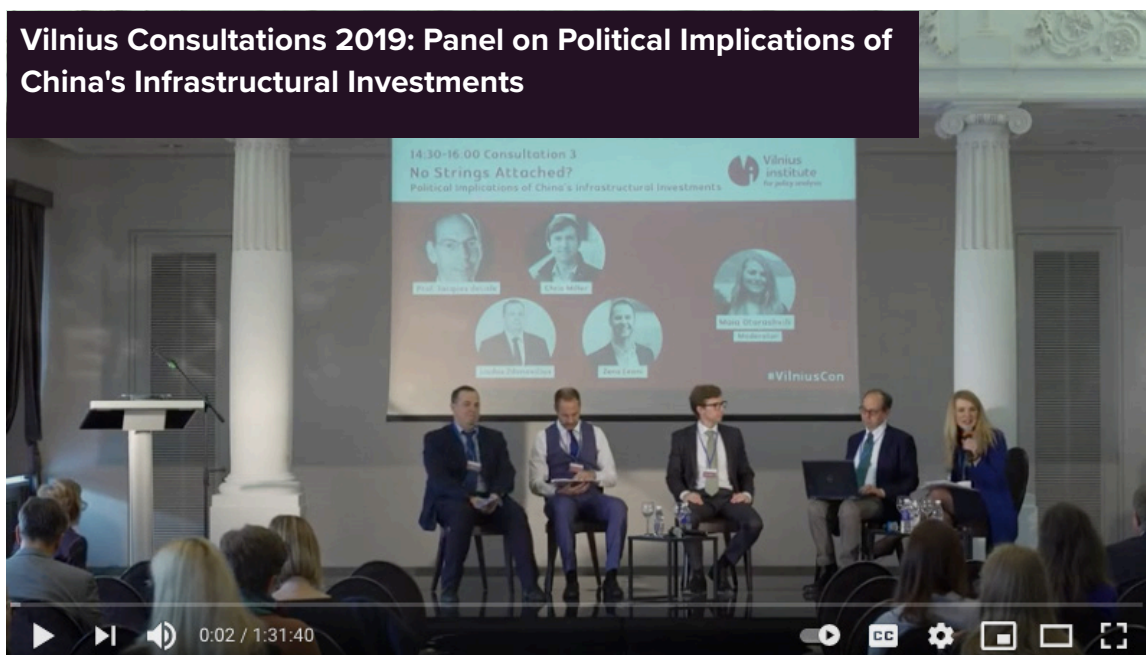 Vilnius Consultations 2019: Panel on Political Implications of
China's Infrastructural Investments
14:30-16.00 Consultation 3
No Strings Attached?
Political Implications of China's infrastructural investments
Vilnius
institute
for policy analysis
Chris Miller
Moderator
#VilniusCon
0:02 / 1:31:40
CC